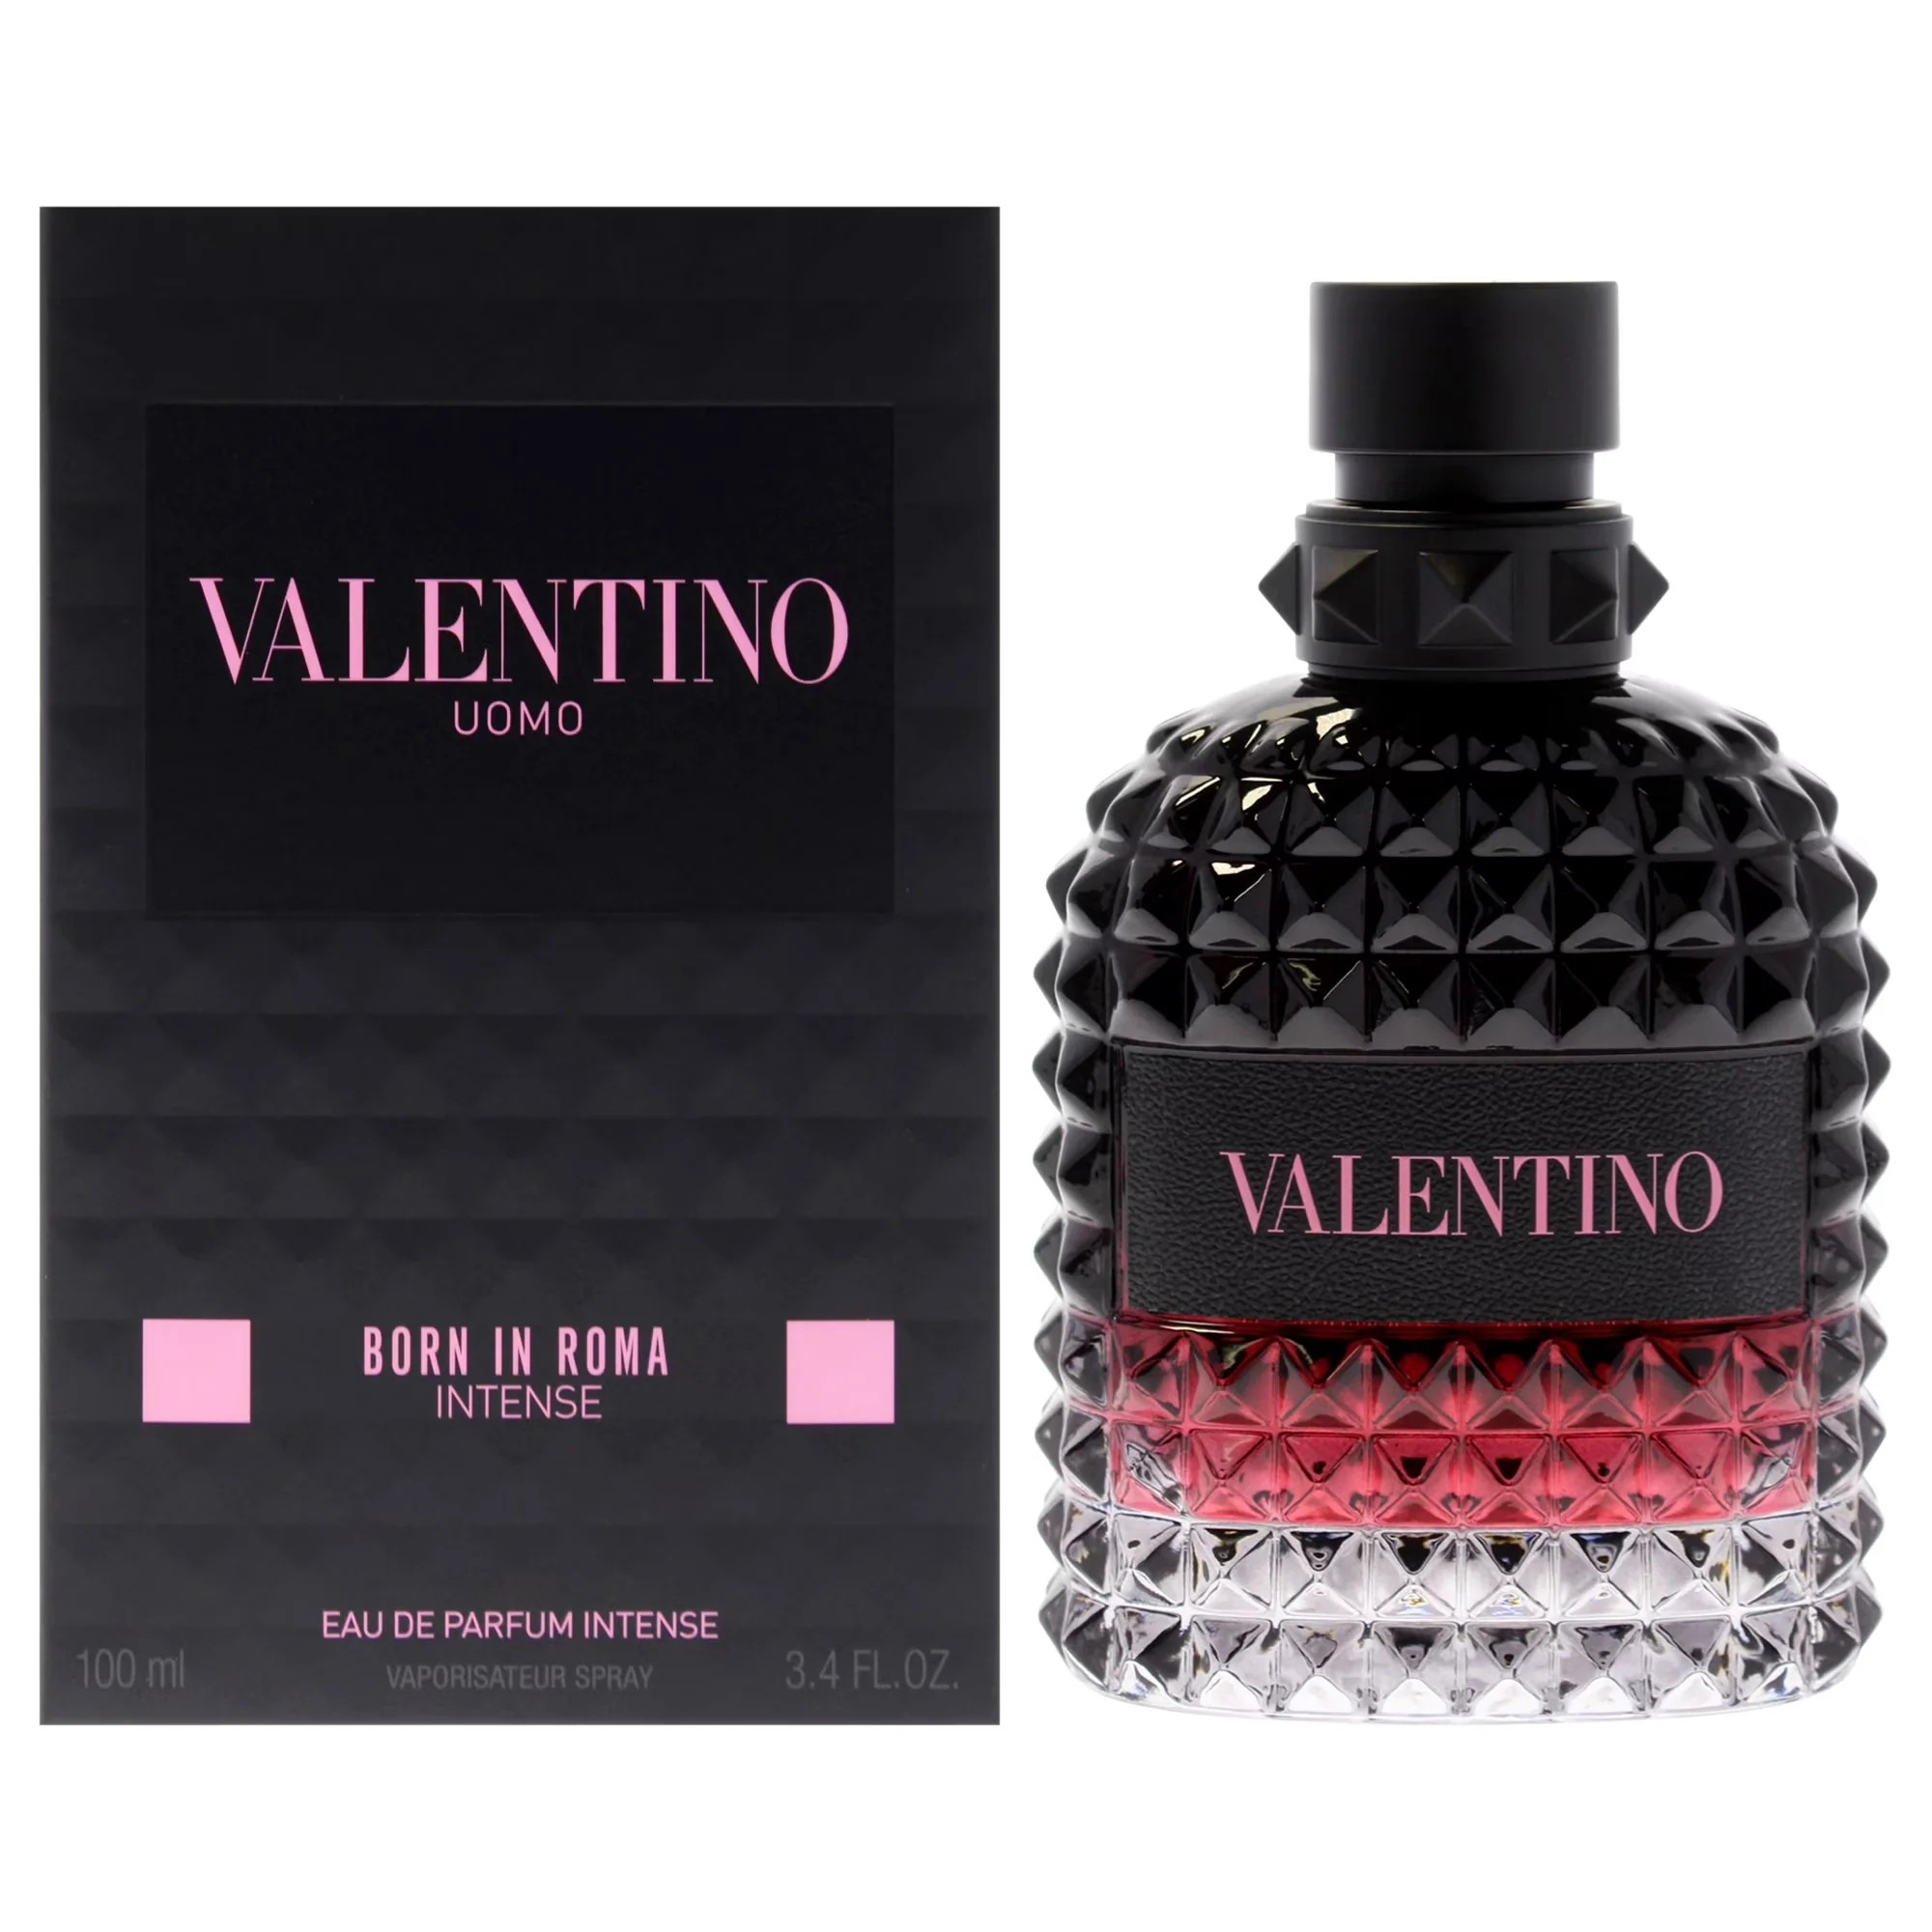 VALENTINO
UOMO
BORN IN ROMA
INTENSE
EAU DE PARFUM INTENSE
100 ml
VAPORISATEUR SPRAY
3.4 FL.OZ.
VALENTINO